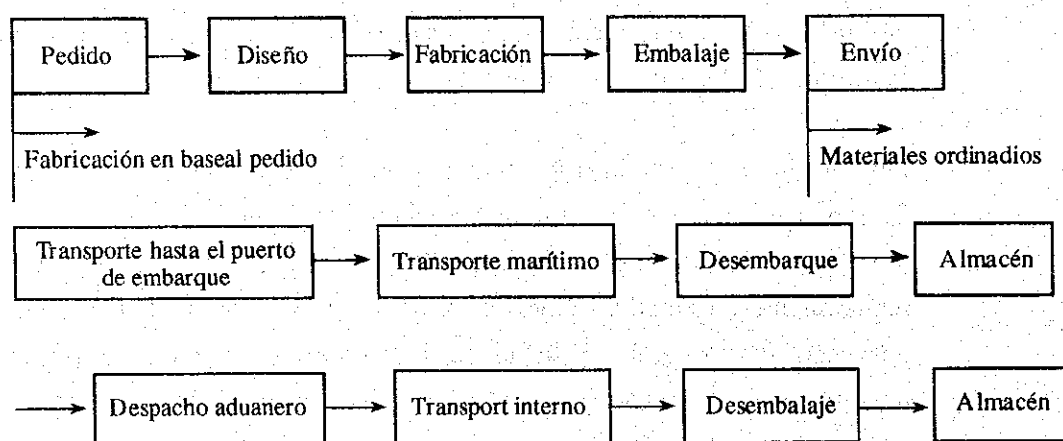 Pedido
Diseño
Fabricación
Embalaje
Envío
Fabricación en baseal pedido
Materiales ordinadios
Transporte hasta el puerto
de embarque
Transporte marítimo
Desembarque
Almacén
Despacho aduanero
Transport interno
Desembalaje
Almacén